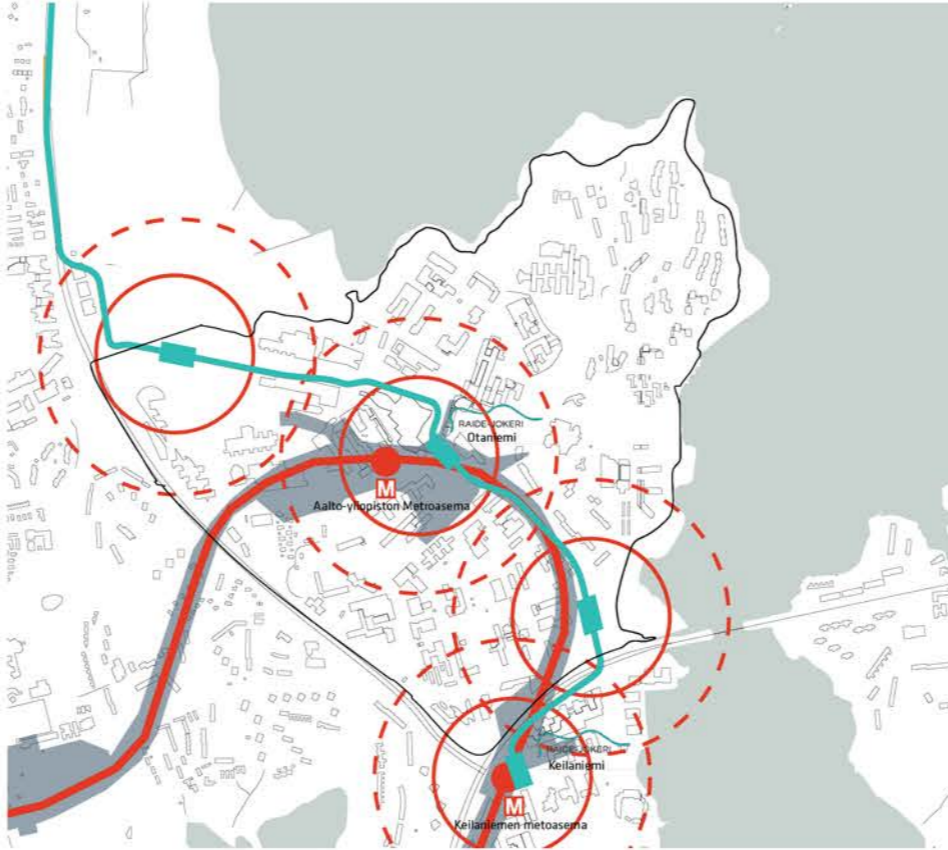 RAIDE-JOKERI
Otaniemi
M
Aalto-yliopiston Metroasema
RAIDE-JOKERI
Keilaniemi
M
Keilaniemen metoasema